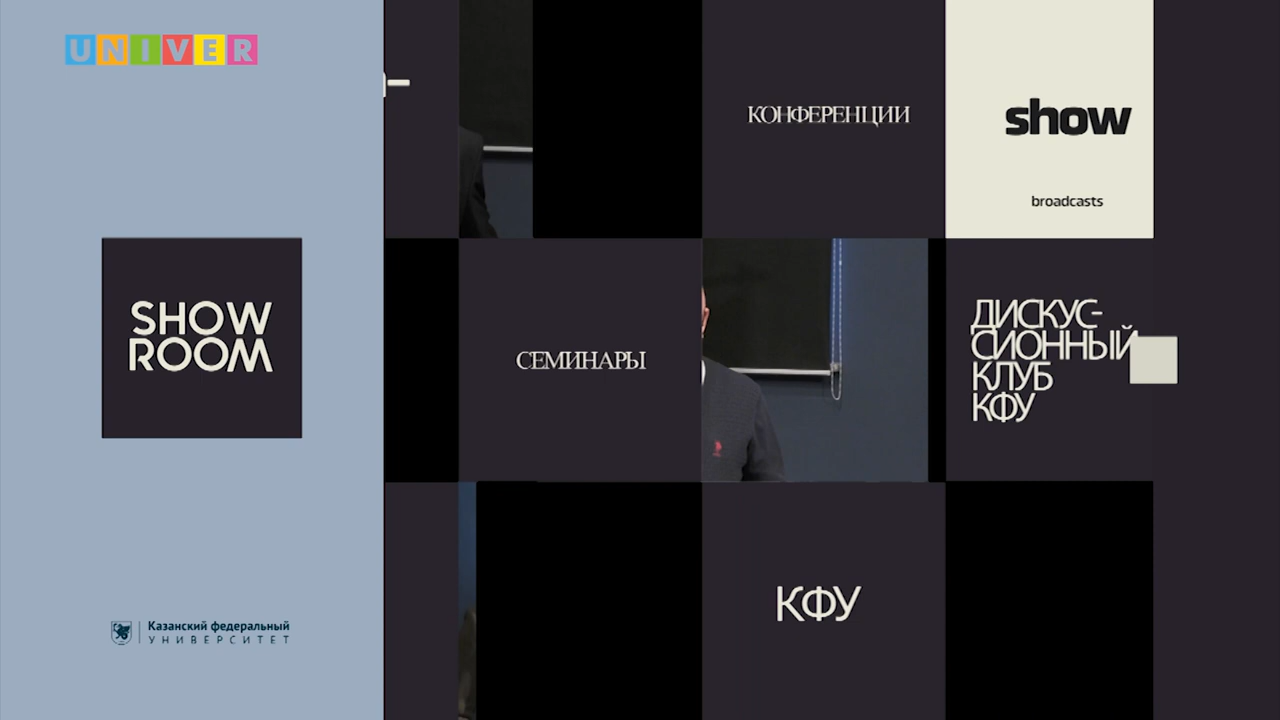 UNIVER
SHOW
ROOM
Казанский федеральный
УНИВЕРСИТЕТ
КОНФЕРЕНЦИИ
show
broadcasts
СЕМИНАРЫ
ДИСКУС-
СИОННЫЙ
КЛУБ
КФУ
КФУ